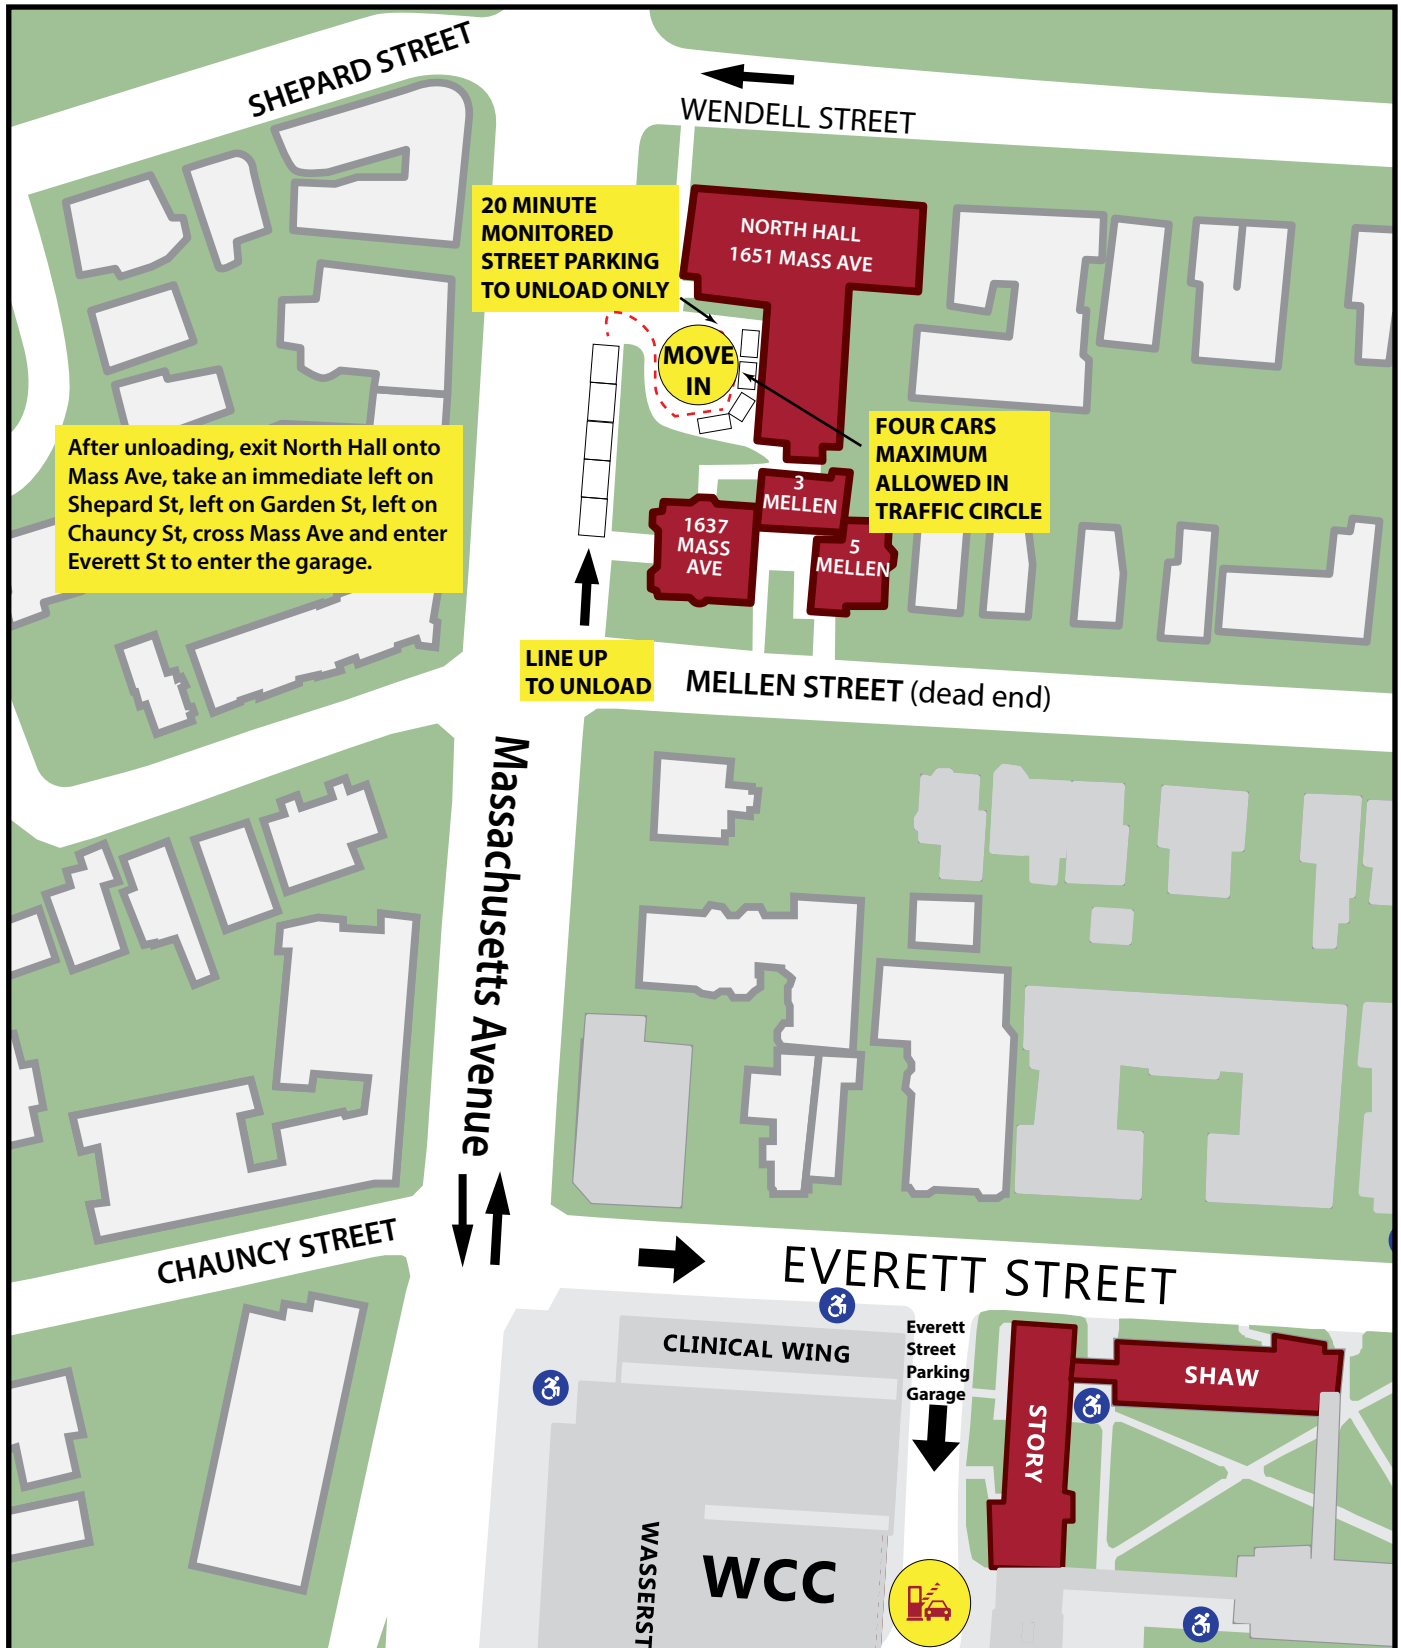 SHEPARD STREET
WENDELL STREET
20 MINUTE
MONITORED
STREET PARKING
TO UNLOAD ONLY
NORTH HALL
1651 MASS AVE
MOVE
IN
FOUR CARS
MAXIMUM
ALLOWED IN
TRAFFIC CIRCLE
After unloading, exit North Hall onto
Mass Ave, take an immediate left on
Shepard St, left on Garden St, left on
Chauncy St, cross Mass Ave and enter
Everett St to enter the garage.
3
MELLEN
1637
MASS
AVE
5
MELLEN
LINE UP
TO UNLOAD
MELLEN STREET (dead end)
Massachusetts Avenue
CHAUNCY STREET
EVERETT STREET
CLINICAL WING
Everett
Street
Parking
Garage
STORY
SHAW
WASSERST
WCC